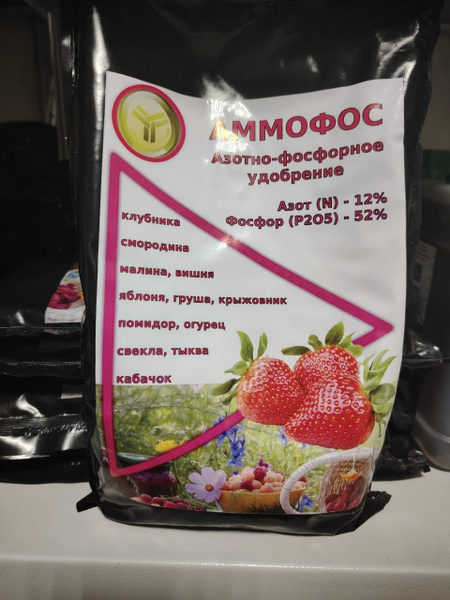 АММОФОС
Азотно-фосфорное
удобрение
Азот (N) - 12%
Фосфор (P2O5) - 52%
клубника
смородина
малина, вишня
яблоня, груша, крыжовник
помидор, огурец
свекла, тыква
кабачок